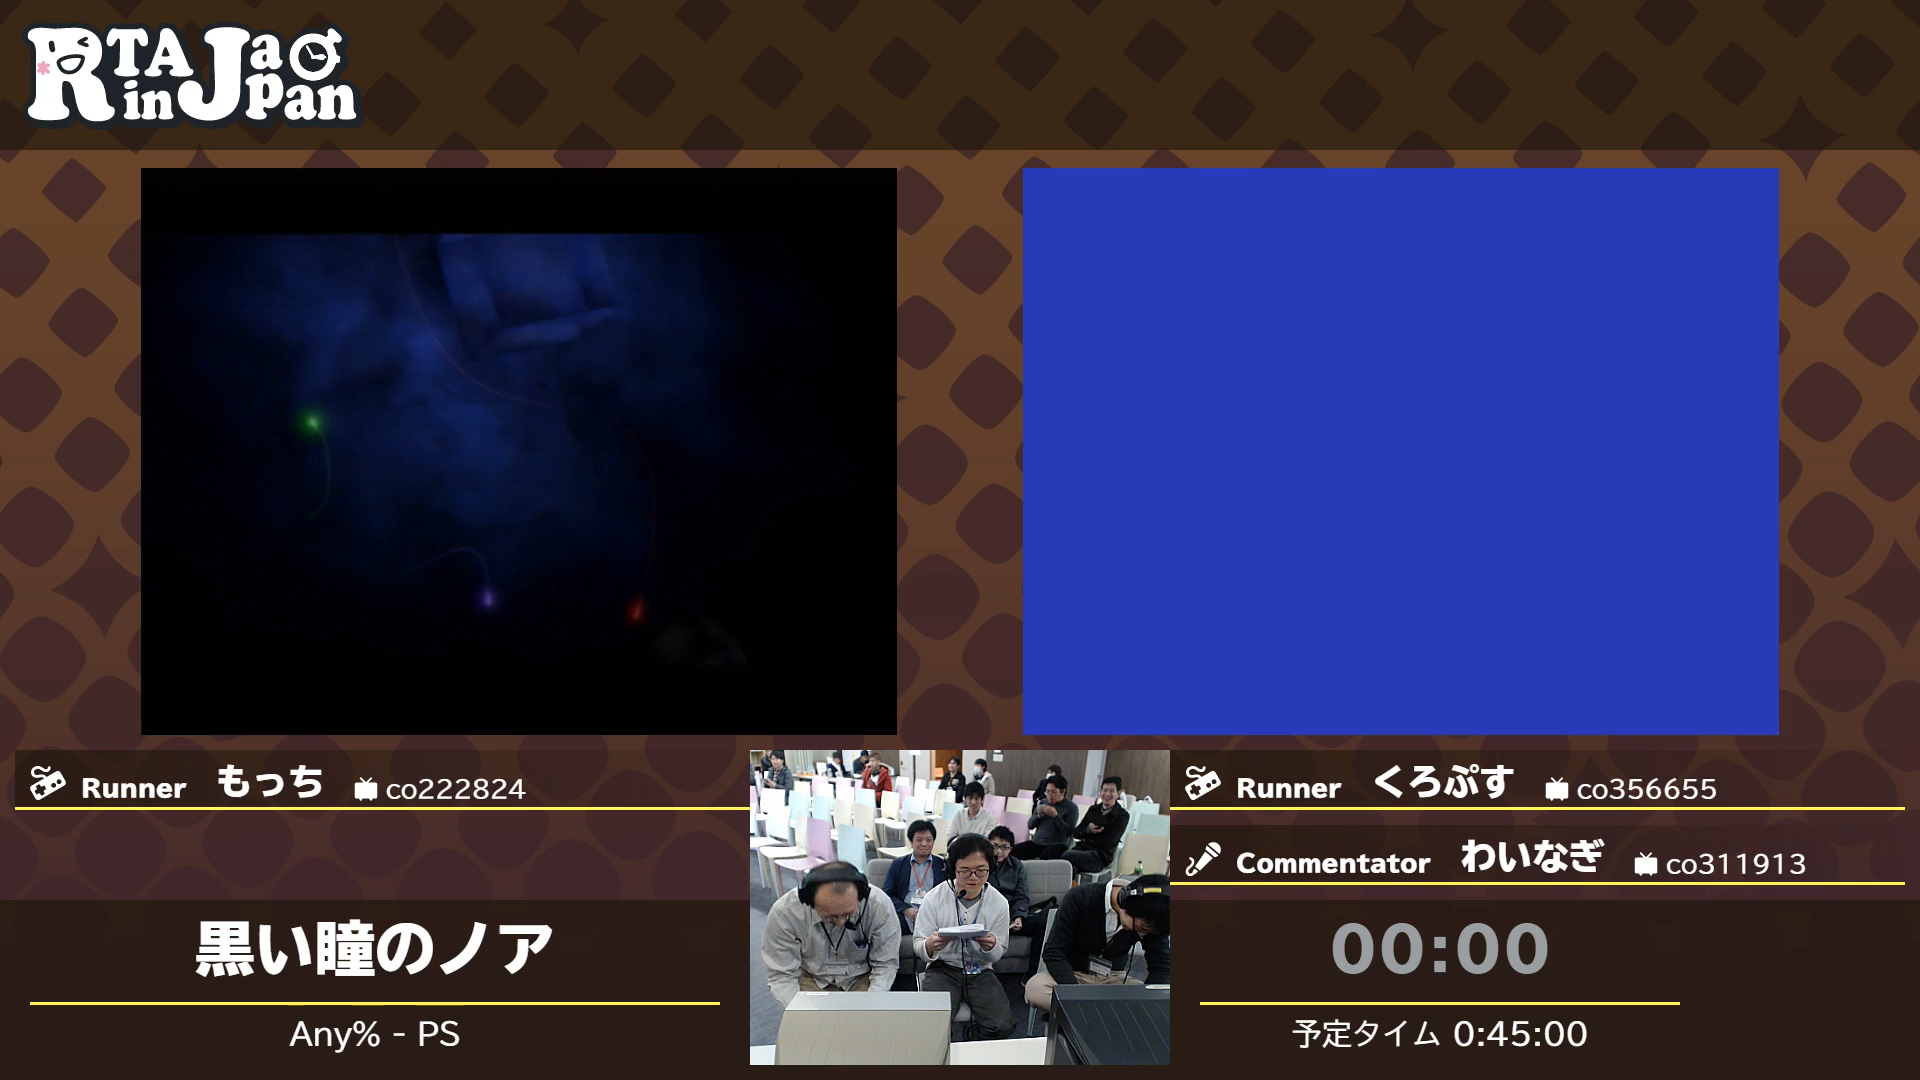 RTA in Japan
Runner もっち co222824
Runner くろぷす co356655
Commentator わいなぎ co311913
黒い瞳のノア
Any% - PS
00:00
予定タイム 0:45:00